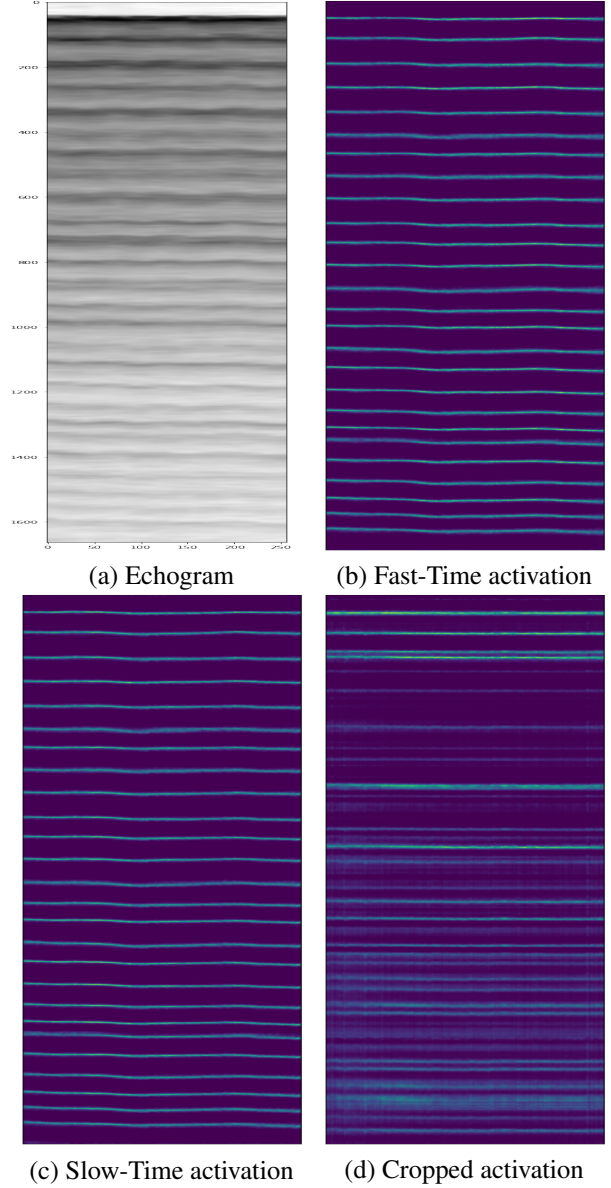 0
200
400
600
800
1000
1200
1400
1600
0 50 100 150 200 250
(a) Echogram
(b) Fast-Time activation
(c) Slow-Time activation
(d) Cropped activation